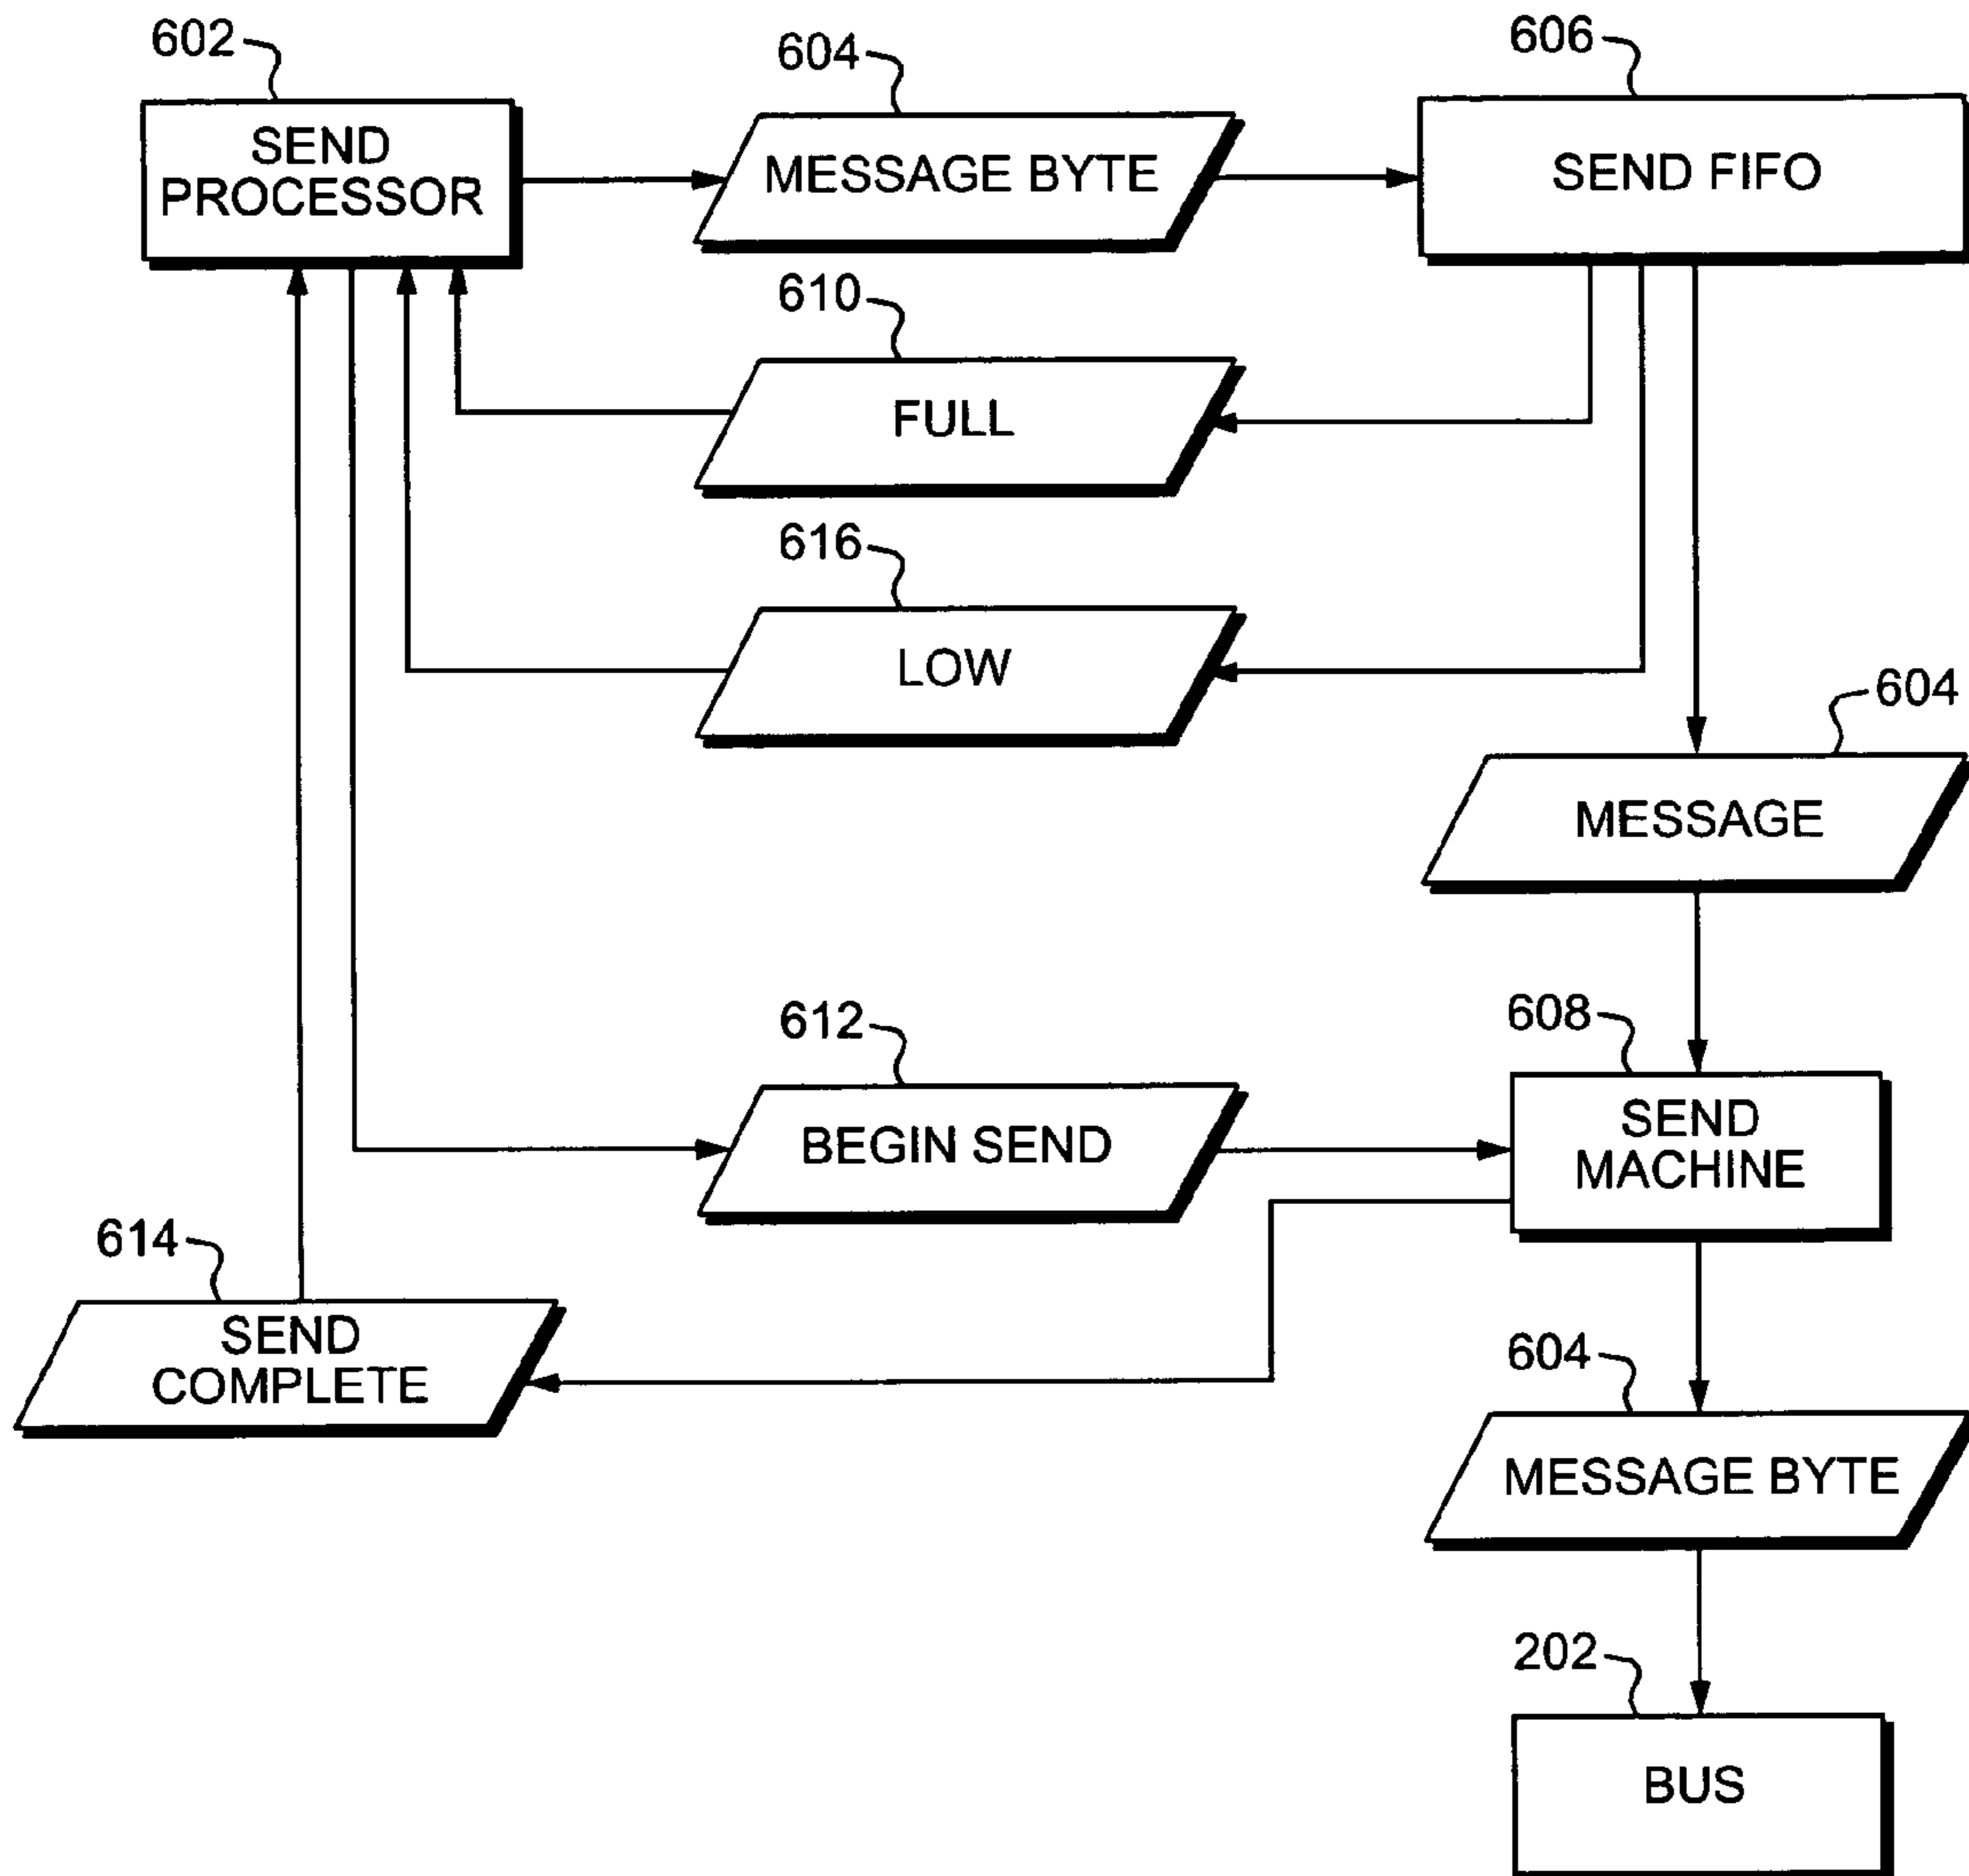 602
604
606
SEND
PROCESSOR
MESSAGE BYTE
SEND FIFO
610
FULL
616
LOW
604
MESSAGE
612
608
BEGIN SEND
SEND
MACHINE
614
SEND
COMPLETE
604
MESSAGE BYTE
202
BUS